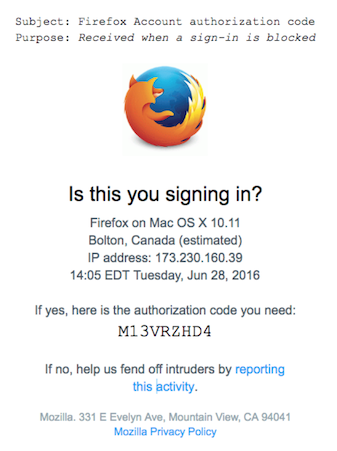 Subject: Firefox Account authorization code
Purpose: Received when a sign-in is blocked
Is this you signing in?
Firefox on Mac OS X 10.11
Bolton, Canada (estimated)
IP address: 173.230.160.39
14:05 EDT Tuesday, Jun 28, 2016
If yes, here is the authorization code you need:
M13VRZHD4
If no, help us fend off intruders by reporting
this activity.
Mozilla. 331 E Evelyn Ave, Mountain View, CA 94041
Mozilla Privacy Policy